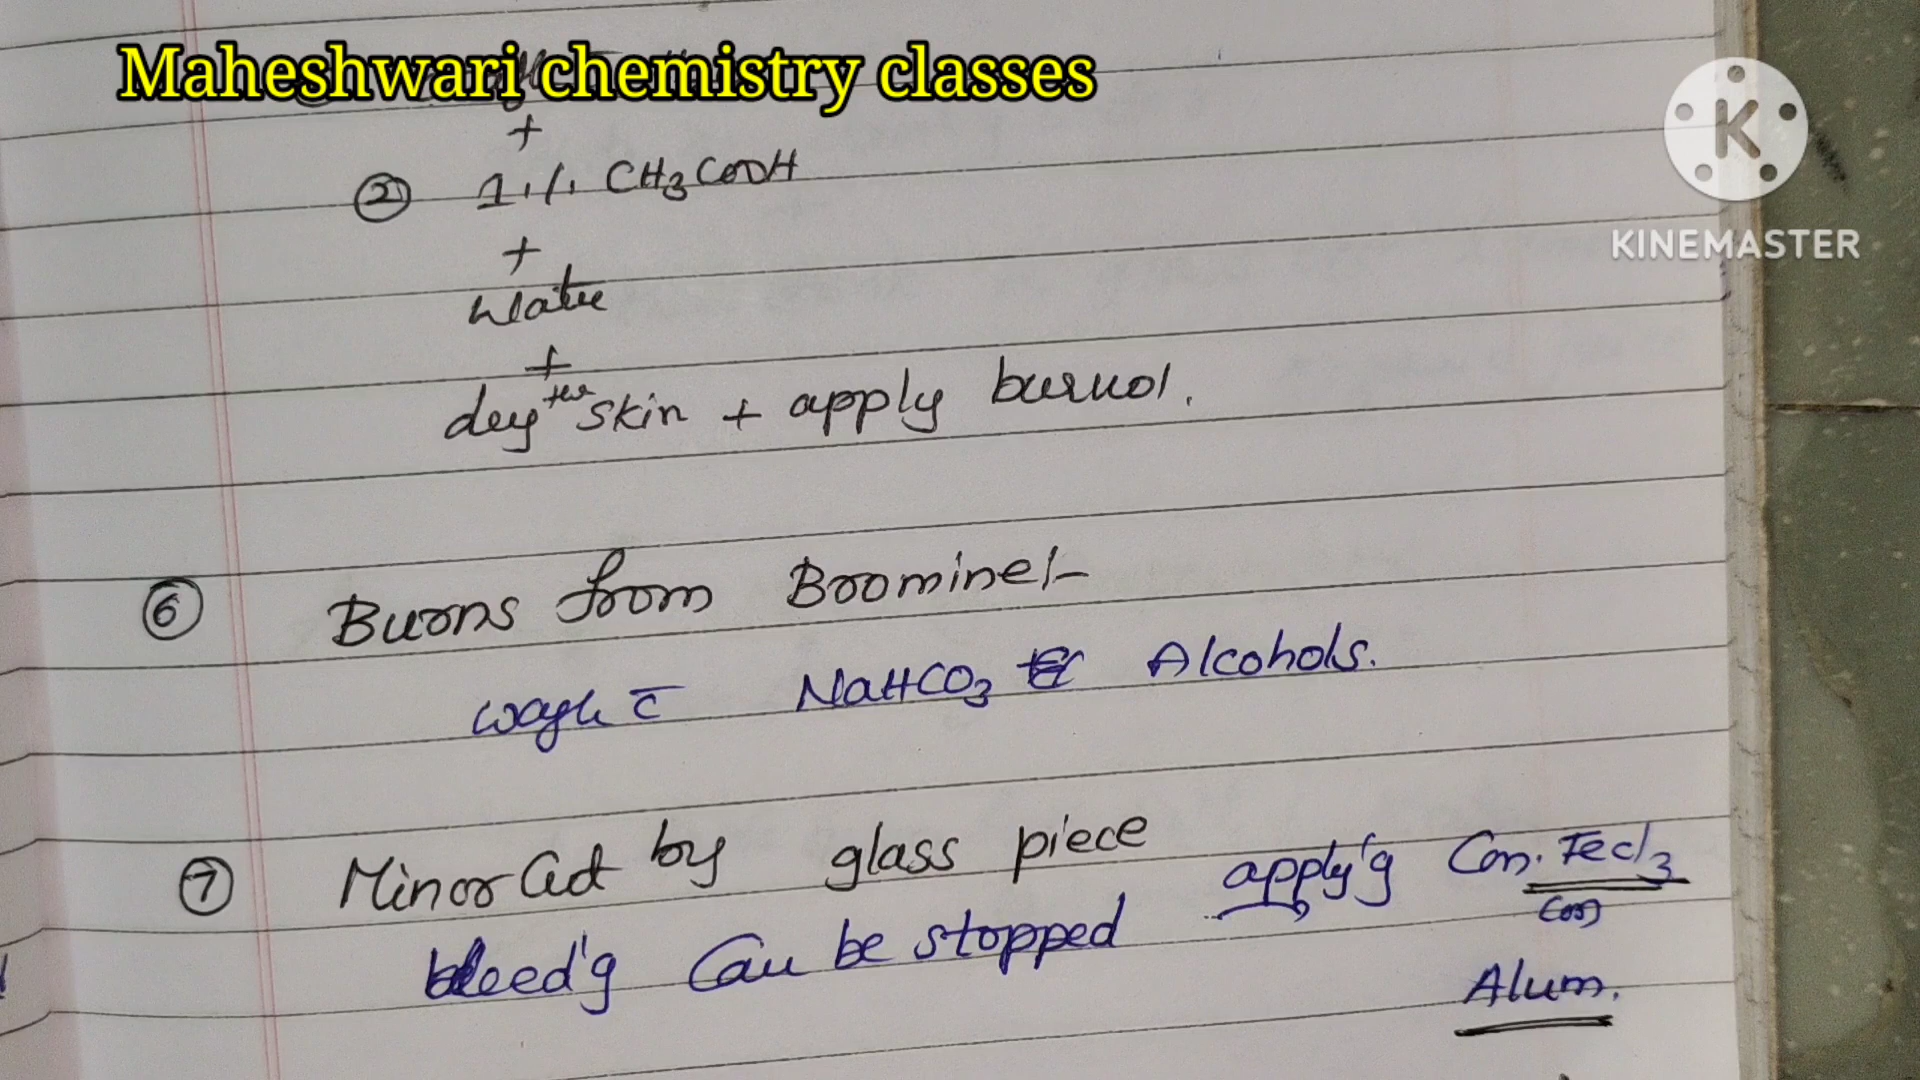 Maheshwari chemistry classes
+
② 1 % CH3COOH
+
water
+
dry the skin + apply burnol.
KINEMASTER
⑥ Burns from Bromine:-
wash c̄ NaHCO3 Alcohols.
⑦ Minor Cut by glass piece
bleed'g Can be stopped apply'g Con. FeCl3
(or)
Alum.